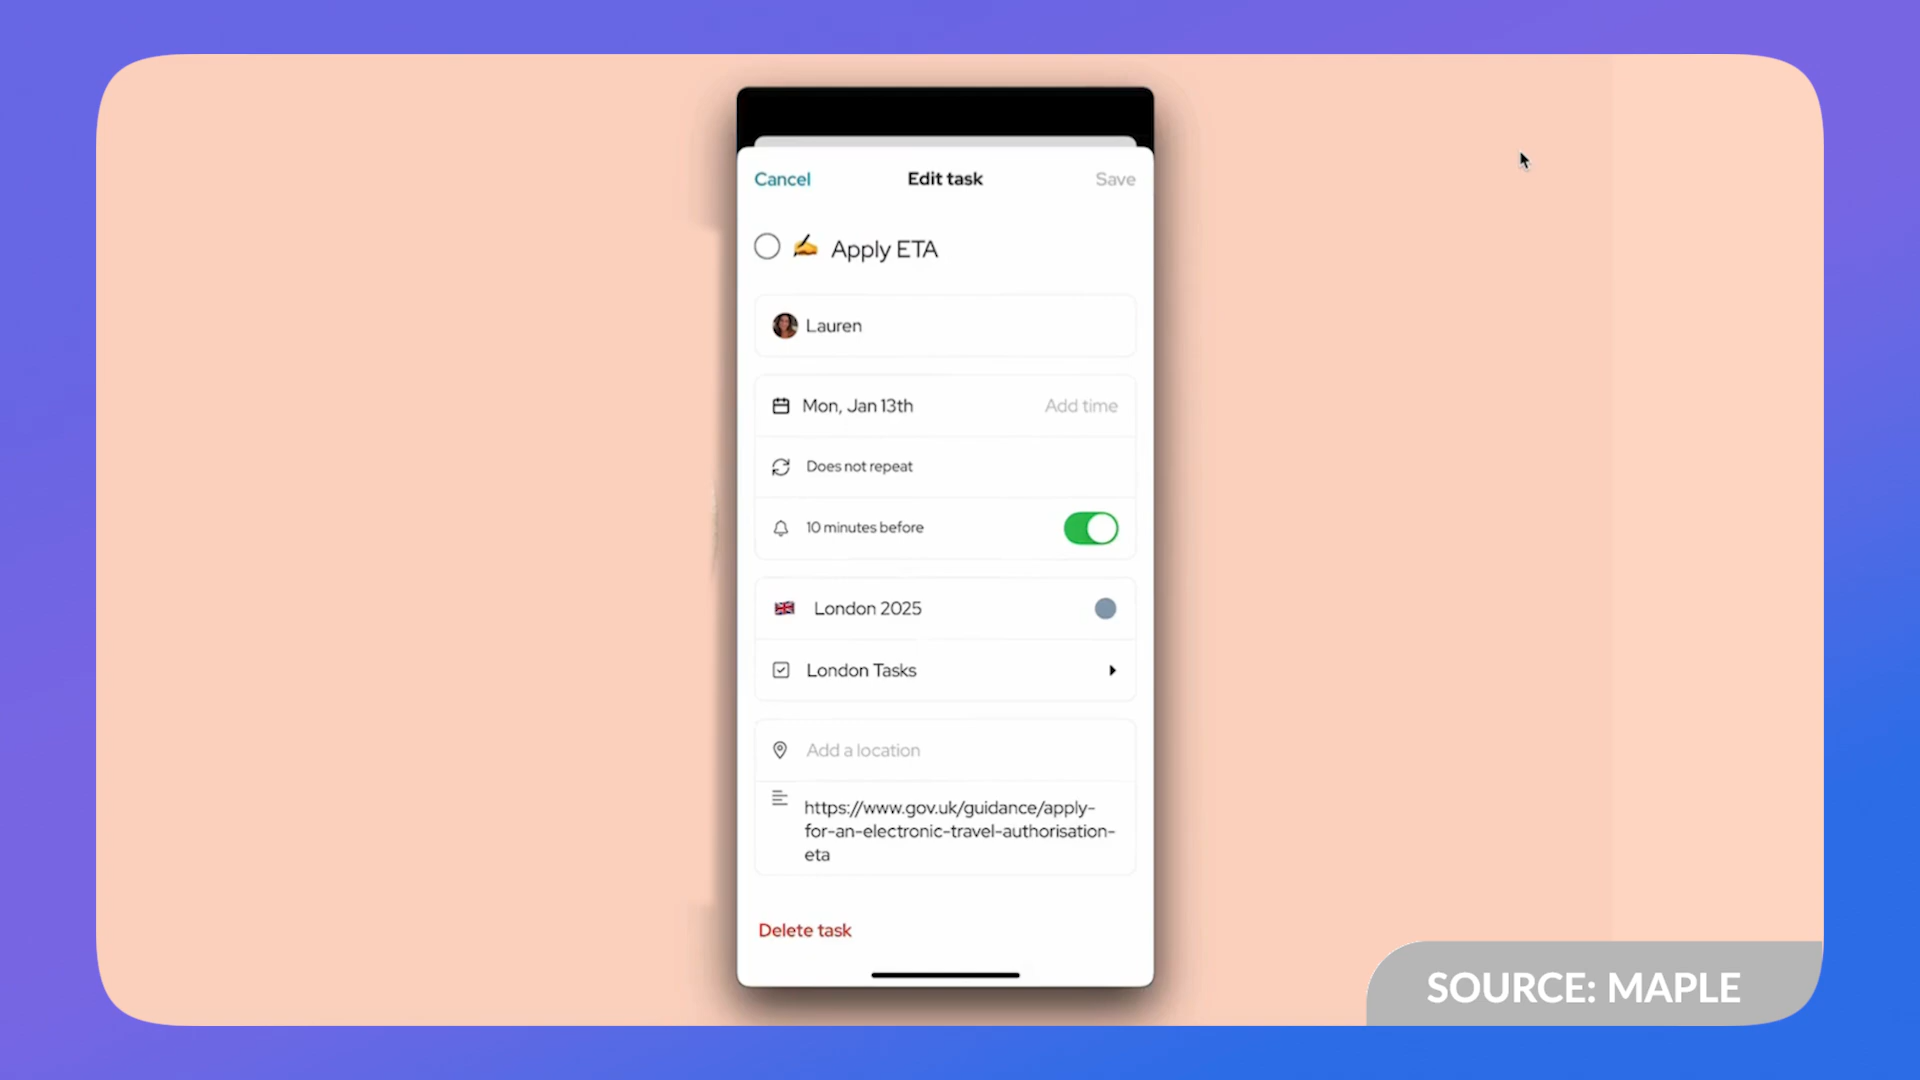 Cancel Edit task Save
Apply ETA
Lauren
Mon, Jan 13th Add time
Does not repeat
10 minutes before
London 2025
London Tasks
Add a location
https://www.gov.uk/guidance/apply-
for-an-electronic-travel-authorisation-
eta
Delete task
SOURCE: MAPLE